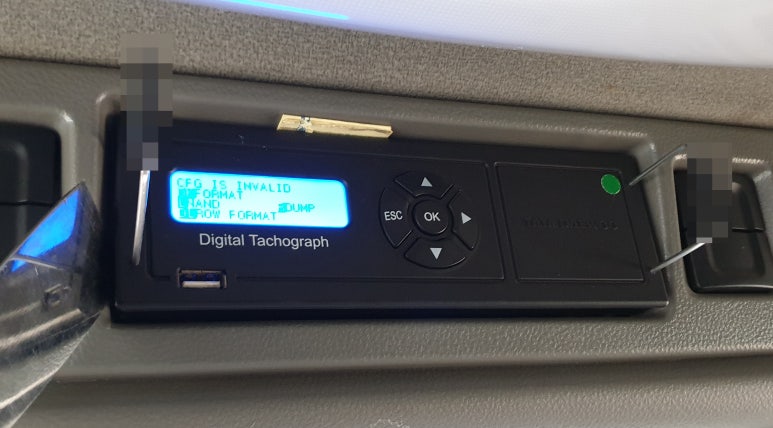 CFG IS INVALID
FORMAT
NAND DUMP
ROW FORMAT
Digital Tachograph
ESC
OK